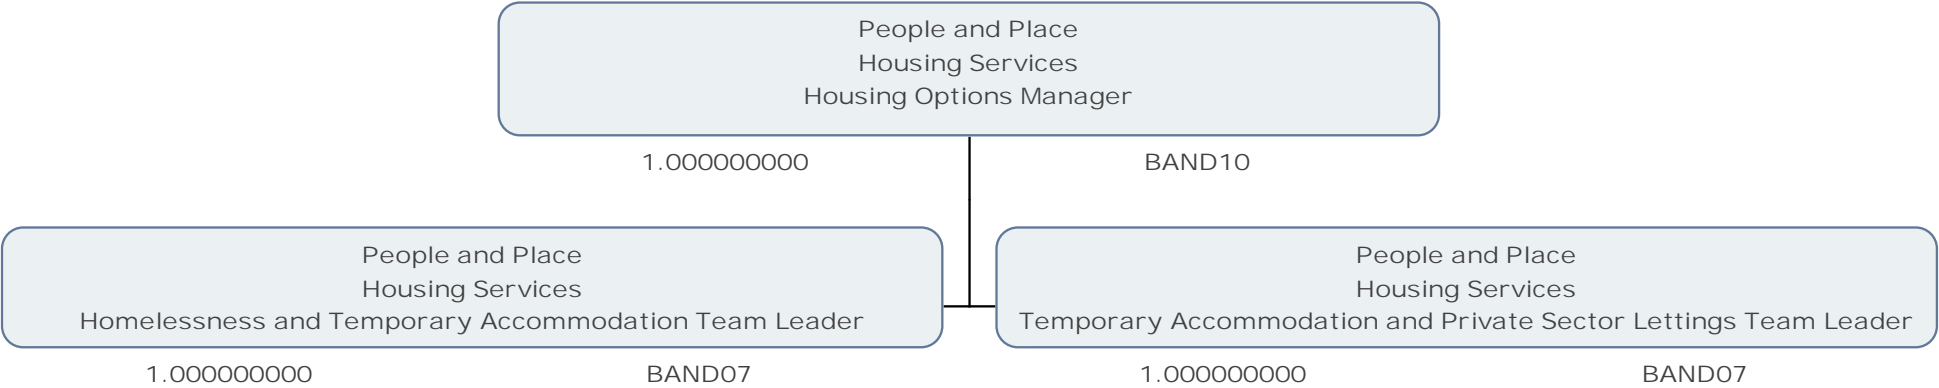 People and Place
Housing Services
Housing Options Manager
1.000000000 BAND10
People and Place
Housing Services
Homelessness and Temporary Accommodation Team Leader
1.000000000 BAND07
People and Place
Housing Services
Temporary Accommodation and Private Sector Lettings Team Leader
1.000000000 BAND07